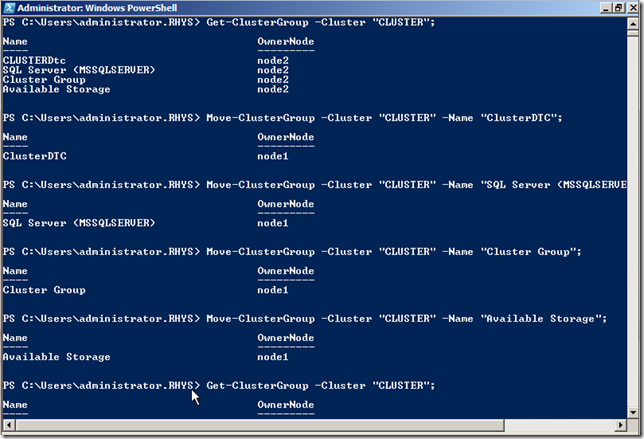 Administrator: Windows PowerShell
PS C:\Users\administrator.RHYS> Get-ClusterGroup -Cluster "CLUSTER";
Name OwnerNode
---- ---------
CLUSTERDtc node2
SQL Server (MSSQLSERVER) node2
Cluster Group node2
Available Storage node2
PS C:\Users\administrator.RHYS> Move-ClusterGroup -Cluster "CLUSTER" -Name "ClusterDTC";
Name OwnerNode
---- ---------
ClusterDTC node1
PS C:\Users\administrator.RHYS> Move-ClusterGroup -Cluster "CLUSTER" -Name "SQL Server (MSSQLSERVE
Name OwnerNode
---- ---------
SQL Server (MSSQLSERVER) node1
PS C:\Users\administrator.RHYS> Move-ClusterGroup -Cluster "CLUSTER" -Name "Cluster Group";
Name OwnerNode
---- ---------
Cluster Group node1
PS C:\Users\administrator.RHYS> Move-ClusterGroup -Cluster "CLUSTER" -Name "Available Storage";
Name OwnerNode
---- ---------
Available Storage node1
PS C:\Users\administrator.RHYS> Get-ClusterGroup -Cluster "CLUSTER";
Name OwnerNode
---- ---------